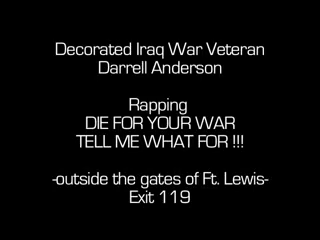 Decorated Iraq War Veteran
Darrell Anderson
Rapping
DIE FOR YOUR WAR
TELL ME WHAT FOR !!!
-outside the gates of Ft. Lewis-
Exit 119